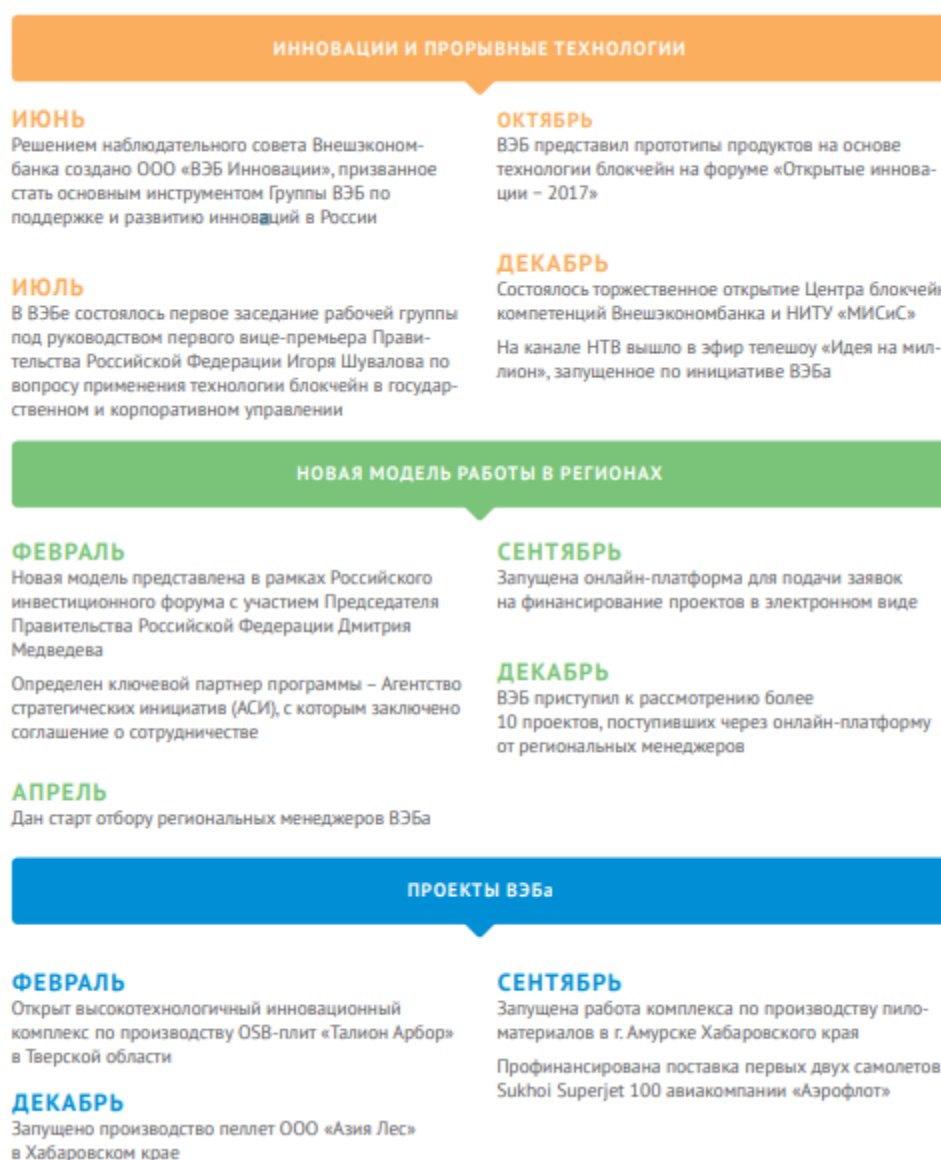 ИННОВАЦИИ И ПРОРЫВНЫЕ ТЕХНОЛОГИИ
ИЮНЬ
Решением наблюдательного совета Внешэконом-
банка создано ООО «ВЭБ Инновации», призванное
стать основным инструментом Группы ВЭБ по
поддержке и развитию инноваций в России
ИЮЛЬ
В ВЭБе состоялось первое заседание рабочей группы
под руководством первого вице-премьера Прави-
тельства Российской Федерации Игоря Шувалова по
вопросу применения технологии блокчейн в государ-
ственном и корпоративном управлении
ОКТЯБРЬ
ВЭБ представил прототипы продуктов на основе
технологии блокчейн на форуме «Открытые иннова-
ции – 2017»
ДЕКАБРЬ
Состоялось торжественное открытие Центра блокчейн
компетенций Внешэкономбанка и НИТУ «МИСиС»
На канале НТВ вышло в эфир телешоу «Идея на мил-
лион», запущенное по инициативе ВЭБа
НОВАЯ МОДЕЛЬ РАБОТЫ В РЕГИОНАХ
ФЕВРАЛЬ
Новая модель представлена в рамках Российского
инвестиционного форума с участием Председателя
Правительства Российской Федерации Дмитрия
Медведева
Определен ключевой партнер программы – Агентство
стратегических инициатив (АСИ), с которым заключено
соглашение о сотрудничестве
АПРЕЛЬ
Дан старт отбору региональных менеджеров ВЭБа
СЕНТЯБРЬ
Запущена онлайн-платформа для подачи заявок
на финансирование проектов в электронном виде
ДЕКАБРЬ
ВЭБ приступил к рассмотрению более
10 проектов, поступивших через онлайн-платформу
от региональных менеджеров
ПРОЕКТЫ ВЭБа
ФЕВРАЛЬ
Открыт высокотехнологичный инновационный
комплекс по производству OSB-плит «Талион Арбор»
в Тверской области
ДЕКАБРЬ
Запущено производство пеллет ООО «Азия Лес»
в Хабаровском крае
СЕНТЯБРЬ
Запущена работа комплекса по производству пило-
материалов в г. Амурске Хабаровского края
Профинансирована поставка первых двух самолетов
Sukhoi Superjet 100 авиакомпании «Аэрофлот»